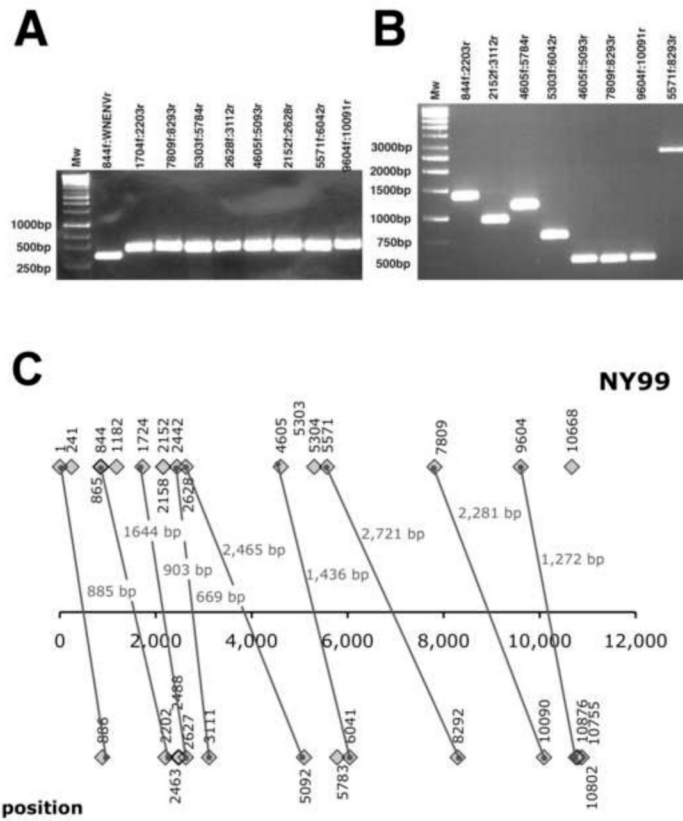 A
B
Mw
844f:WNENVr
1704f:2203r
7809f:8293r
5303f:5784r
2628f:3112r
4605f:5093r
2152f:2628r
5571f:6042r
9604f:10091r
1000bp
500bp
250bp
Mw
844f:2203r
2152f:3112r
4605f:5784r
5303f:6042r
4605f:5093r
7809f:8293r
9604f:10091r
5571f:8293r
3000bp
2000bp
1500bp
1000bp
750bp
500bp
C
NY99
1
241
844
865
1182
1724
2152
2158
2442
2628
4605
5303
5304
5571
7809
9604
10668
885 bp
1644 bp
903 bp
669 bp
2,465 bp
1,436 bp
2,721 bp
2,281 bp
1,272 bp
0 2,000 4,000 6,000 8,000 10,000 12,000
886
2202
2463
2488
2627
3111
5092
5783
6041
8292
10090
10802
10876
10755
position